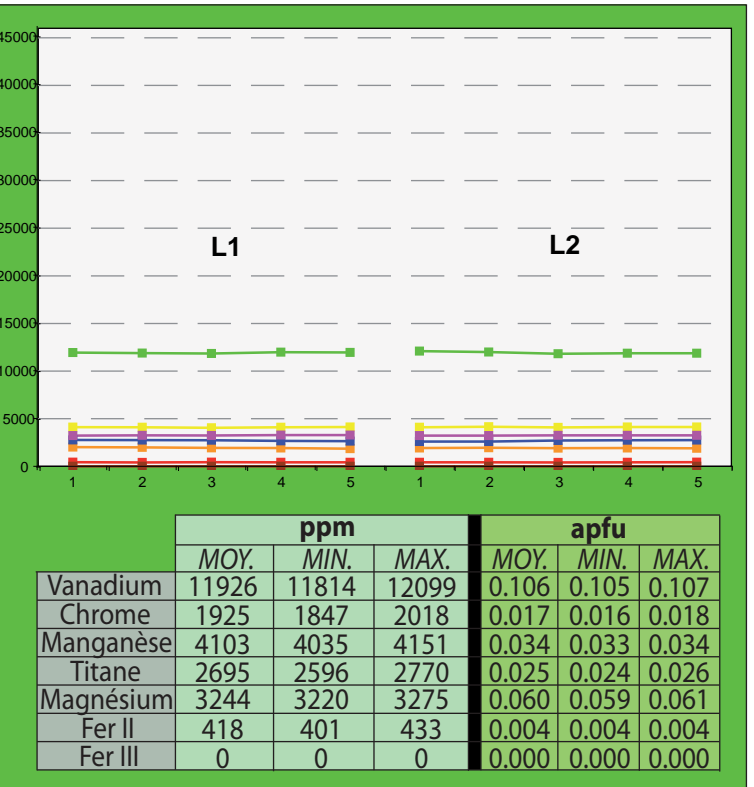 45000
40000
35000
30000
25000
L1 L2
20000
15000
10000
5000
0
1 2 3 4 5 1 2 3 4 5
ppm apfu
MOY. MIN. MAX. MOY. MIN. MAX.
Vanadium 11926 11814 12099 0.106 0.105 0.107
Chrome 1925 1847 2018 0.017 0.016 0.018
Manganèse 4103 4035 4151 0.034 0.033 0.034
Titane 2695 2596 2770 0.025 0.024 0.026
Magnésium 3244 3220 3275 0.060 0.059 0.061
Fer II 418 401 433 0.004 0.004 0.004
Fer III 0 0 0 0.000 0.000 0.000